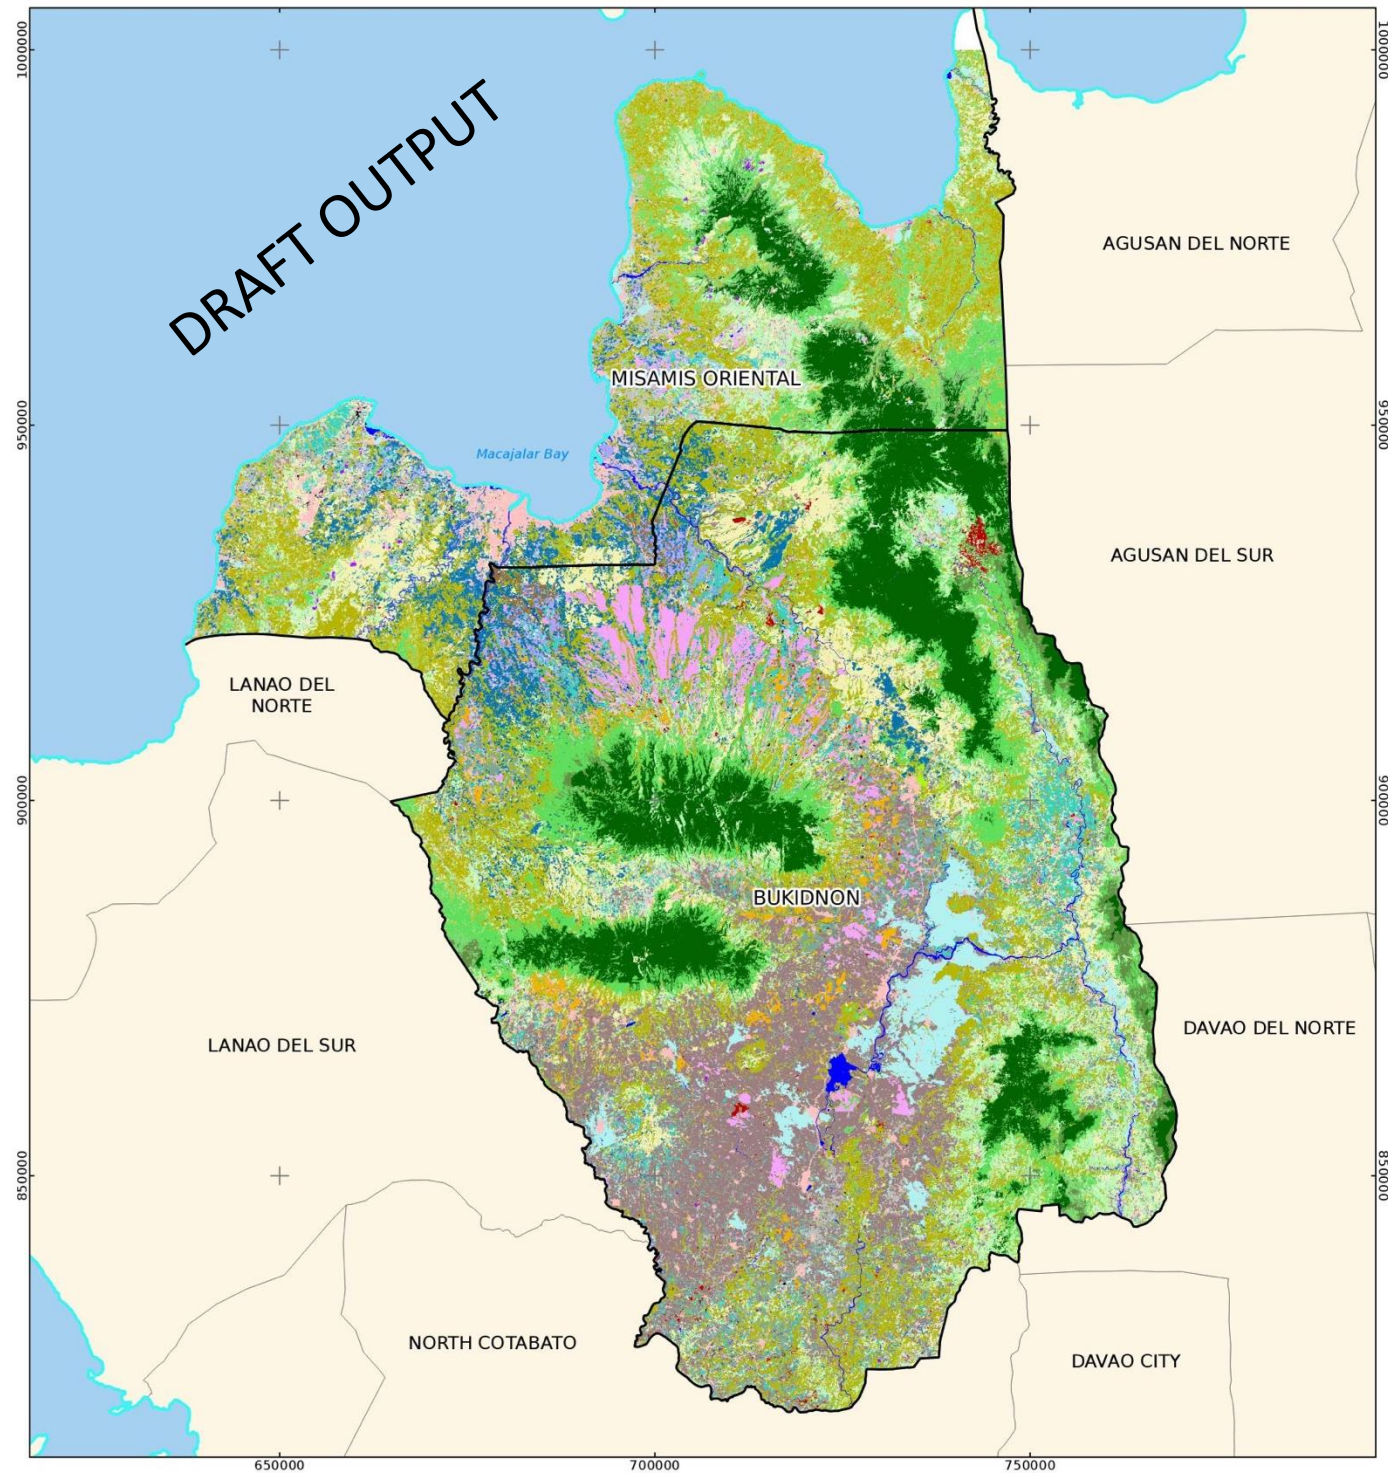 1000000
1000000
DRAFT OUTPUT
AGUSAN DEL NORTE
MISAMIS ORIENTAL
950000
950000
Macajalar Bay
AGUSAN DEL SUR
LANAO DEL
NORTE
900000
900000
BUKIDNON
DAVAO DEL NORTE
LANAO DEL SUR
850000
850000
NORTH COTABATO
DAVAO CITY
650000
700000
750000